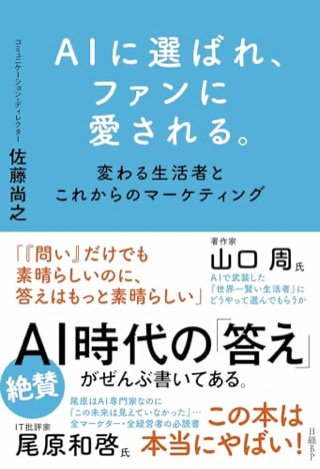 AIに選ばれ、
ファンに
愛される。
変わる生活者と
これからのマーケティング
コミュニケーション・ディレクター
佐藤尚之
「『問い』だけでも
素晴らしいのに、
答えはもっと素晴らしい」
著作家
山口 周氏
AIで武装した
「世界一賢い生活者」に
どうやって選んでもらうか
AI時代の「答え」
がぜんぶ書いてある。
絶賛
IT批評家
尾原和啓氏
尾原はAI専門家なのに
「この未来は見えていなかった」…
全マーケター・全経営者の必読書
この本は
本当にやばい!
日経BP